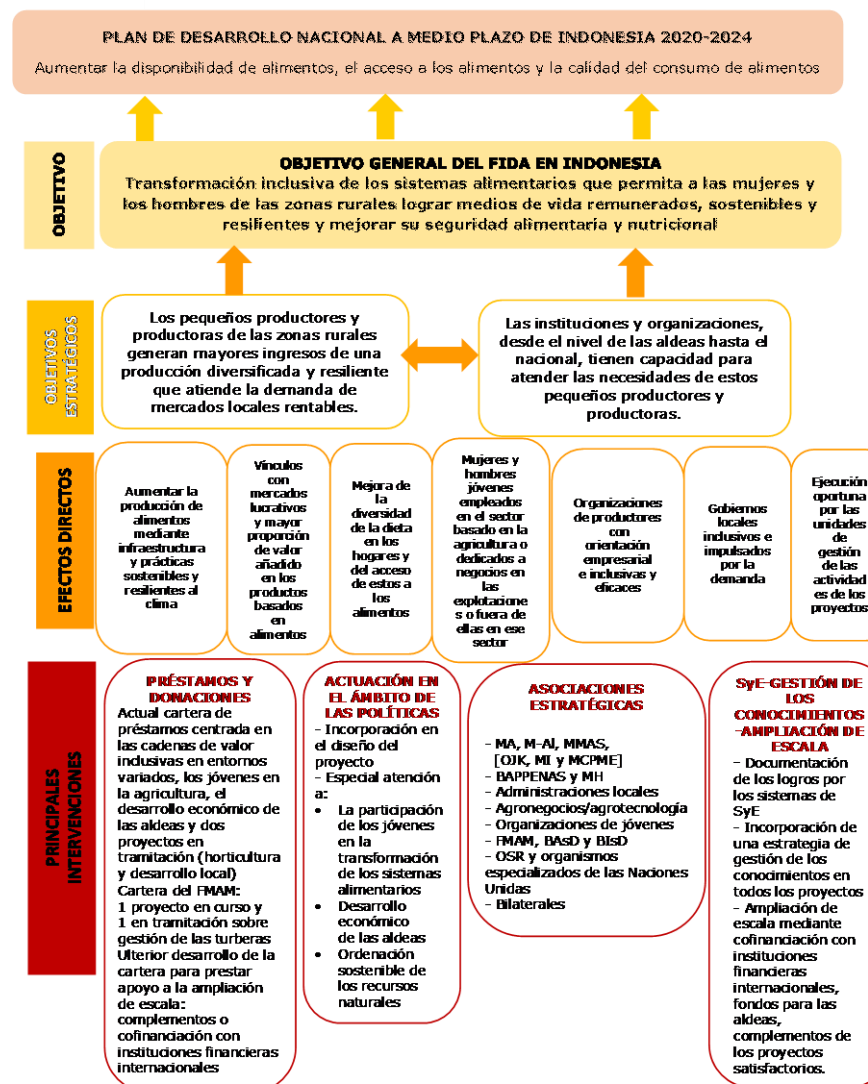 PLAN DE DESARROLLO NACIONAL A MEDIO PLAZO DE INDONESIA 2020-2024
Aumentar la disponibilidad de alimentos, el acceso a los alimentos y la calidad del consumo de alimentos
OBJETIVO
OBJETIVO GENERAL DEL FIDA EN INDONESIA
Transformación inclusiva de los sistemas alimentarios que permita a las mujeres y
los hombres de las zonas rurales lograr medios de vida remunerados, sostenibles y
resilientes y mejorar su seguridad alimentaria y nutricional
OBJETIVOS
ESTRATÉGICOS
Los pequeños productores y
productoras de las zonas rurales
generan mayores ingresos de una
producción diversificada y resiliente
que atiende la demanda de
mercados locales rentables.
Las instituciones y organizaciones,
desde el nivel de las aldeas hasta el
nacional, tienen capacidad para
atender las necesidades de estos
pequeños productores y
productoras.
EFECTOS DIRECTOS
Aumentar la
producción de
alimentos
mediante
infraestructura
y prácticas
sostenibles y
resilientes al
clima
Vínculos
con
mercados
lucrativos
y mayor
proporción
de valor
añadido en
los
productos
basados
en
alimentos
Mejora de
la
diversidad
de la dieta
en los
hogares y
del acceso
de estos a
los
alimentos
Mujeres y
hombres
jóvenes
empleados
en el sector
basado en la
agricultura o
dedicados a
negocios en
las
explotacione
s o fuera de
ellas en ese
sector
Organizaciones
de productores
con
orientación
empresarial
e inclusivas y
eficaces
Gobiernos
locales
inclusivos e
impulsados
por la
demanda
Ejecución
oportuna
por las
unidades
de
gestión
de las
actividad
es de los
proyectos
PRINCIPALES
INTERVENCIONES
PRÉSTAMOS Y
DONACIONES
Actual cartera de
préstamos centrada en
las cadenas de valor
inclusivas en entornos
variados, los jóvenes en
la agricultura, el
desarrollo económico de
las aldeas y dos
proyectos en
tramitación (horticultura
y desarrollo local)
Cartera del FMAM:
1 proyecto en curso y
1 en tramitación sobre
gestión de las turberas
Ulterior desarrollo de la
cartera para prestar
apoyo a la ampliación
de escala:
complementos o
cofinanciación con
instituciones financieras
internacionales
ACTUACIÓN EN
EL ÁMBITO DE
LAS POLÍTICAS
- Incorporación en
el diseño del
proyecto
- Especial atención
a:
• La participación
de los jóvenes
en la
transformación
de los sistemas
alimentarios
• Desarrollo
económico
de las aldeas
• Ordenación
sostenible de
los recursos
naturales
ASOCIACIONES
ESTRATÉGICAS
- MA, M-Al, MMAS,
[OJK, MI y MCPME]
- BAPPENAS y MH
- Administraciones locales
- Agronegocios/agrotecnología
- Organizaciones de jóvenes
- FMAM, BAsD y BIsD
- OSR y organismos
especializados de las Naciones
Unidas
- Bilaterales
SyE-GESTIÓN DE
LOS
CONOCIMIENTOS
-AMPLIACIÓN DE
ESCALA
- Documentación
de los logros por
los sistemas de
SyE
- Incorporación de
una estrategia de
gestión de los
conocimientos en
todos los proyectos
- Ampliación de
escala mediante
cofinanciación con
instituciones
financieras
internacionales,
fondos para las
aldeas,
complementos de
los proyectos
satisfactorios.